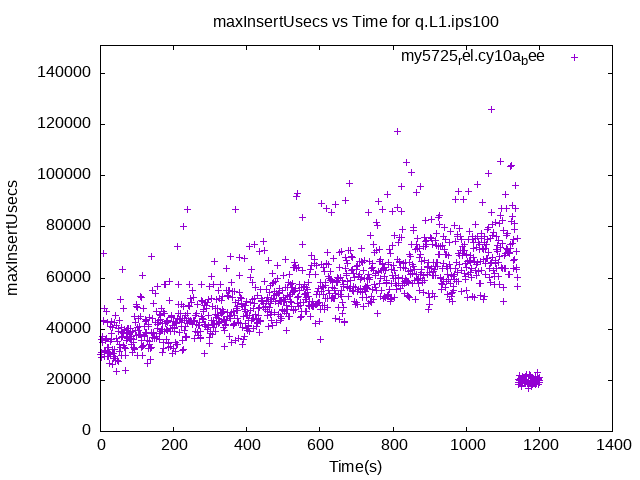 maxInsertUsecs vs Time for q.L1.ips100
my5725rel.cy10abee
140000
120000
100000
80000
60000
40000
20000
0
maxInsertUsecs
0 200 400 600 800 1000 1200 1400
Time(s)